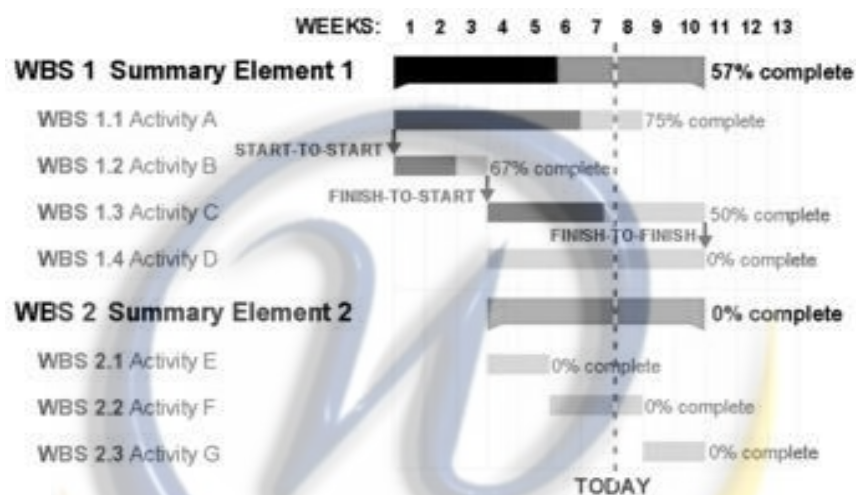 WEEKS: 1 2 3 4 5 6 7 8 9 10 11 12 13
WBS 1 Summary Element 1 57% complete
WBS 1.1 Activity A 75% complete
START-TO-START
WBS 1.2 Activity B 67% complete
FINISH-TO-START
WBS 1.3 Activity C 50% complete
FINISH-TO-FINISH
WBS 1.4 Activity D 0% complete
WBS 2 Summary Element 2 0% complete
WBS 2.1 Activity E 0% complete
WBS 2.2 Activity F 0% complete
WBS 2.3 Activity G 0% complete
TODAY